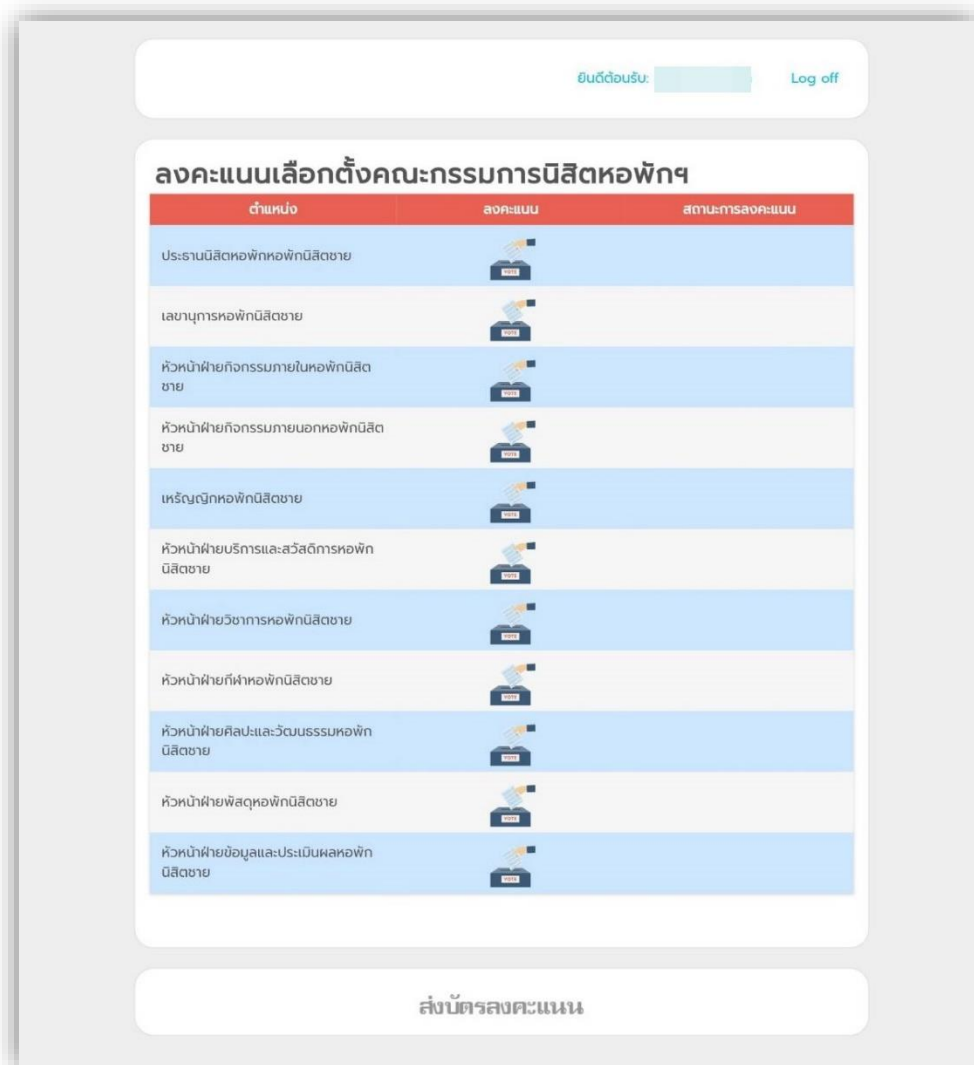 ยินดีต้อนรับ: Log off
ลงคะแนนเลือกตั้งคณะกรรมการนิสิตหอพักฯ
ตำแหน่ง ลงคะแนน สถานะการลงคะแนน
ประธานนิสิตหอพักหอพักนิสิตชาย
VOTE
เลขานุการหอพักนิสิตชาย
VOTE
หัวหน้าฝ่ายกิจกรรมภายในหอพักนิสิต
ชาย
VOTE
หัวหน้าฝ่ายกิจกรรมภายนอกหอพักนิสิต
ชาย
VOTE
เหรัญญิกหอพักนิสิตชาย
VOTE
หัวหน้าฝ่ายบริการและสวัสดิการหอพัก
นิสิตชาย
VOTE
หัวหน้าฝ่ายวิชาการหอพักนิสิตชาย
VOTE
หัวหน้าฝ่ายกีฬาหอพักนิสิตชาย
VOTE
หัวหน้าฝ่ายศิลปะและวัฒนธรรมหอพัก
นิสิตชาย
VOTE
หัวหน้าฝ่ายพัสดุหอพักนิสิตชาย
VOTE
หัวหน้าฝ่ายข้อมูลและประเมินผลหอพัก
นิสิตชาย
VOTE
ส่งบัตรลงคะแนน